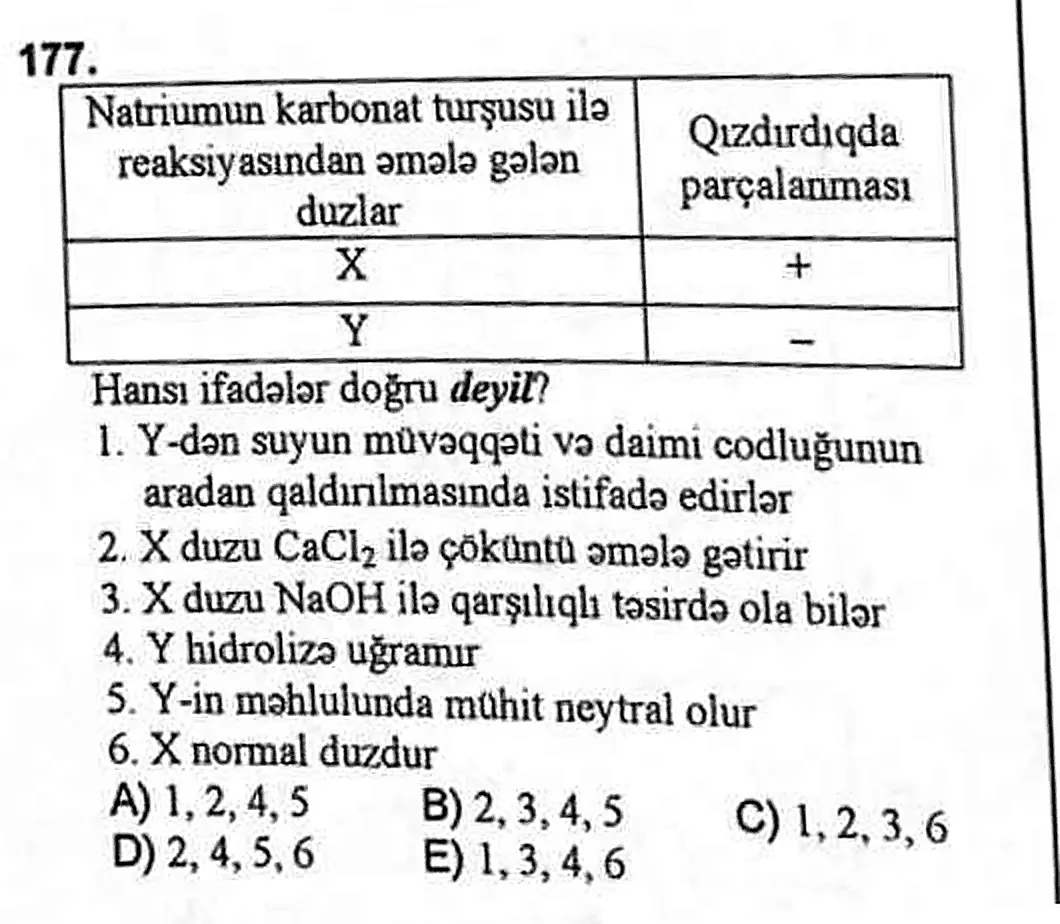 177.
Natriumun karbonat turşusu ilə
reaksiyasından əmələ gələn
duzlar
Qızdırdıqda
parçalanması
X
+
Y
–
Hansı ifadələr doğru deyil?
1. Y-dən suyun müvəqqəti və daimi codluğunun
aradan qaldırılmasında istifadə edirlər
2. X duzu CaCl₂ ilə çöküntü əmələ gətirir
3. X duzu NaOH ilə qarşılıqlı təsirdə ola bilər
4. Y hidrolizə uğramır
5. Y-in məhlulunda mühit neytral olur
6. X normal duzdur
A) 1, 2, 4, 5 B) 2, 3, 4, 5 C) 1, 2, 3, 6
D) 2, 4, 5, 6 E) 1, 3, 4, 6